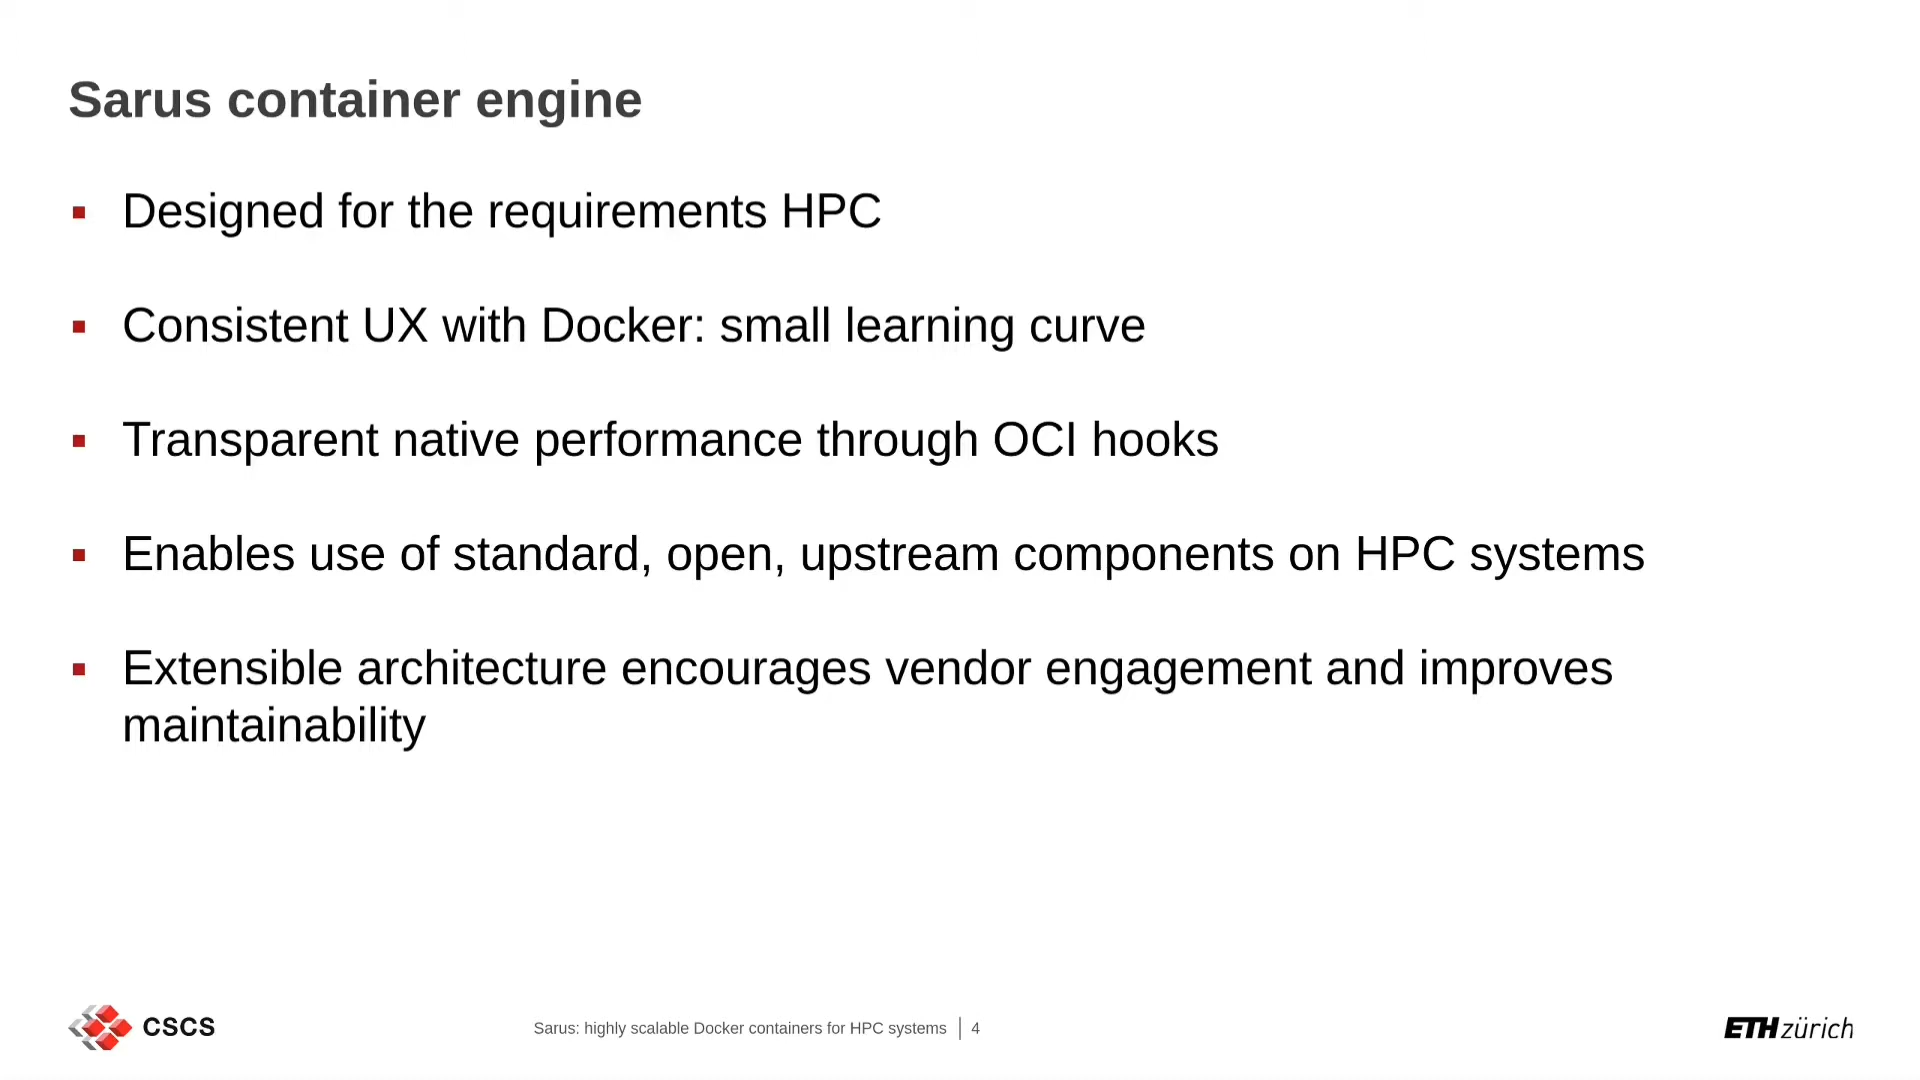 Sarus container engine
Designed for the requirements HPC
Consistent UX with Docker: small learning curve
Transparent native performance through OCI hooks
Enables use of standard, open, upstream components on HPC systems
Extensible architecture encourages vendor engagement and improves
maintainability
CSCS
Sarus: highly scalable Docker containers for HPC systems | 4
ETH zürich